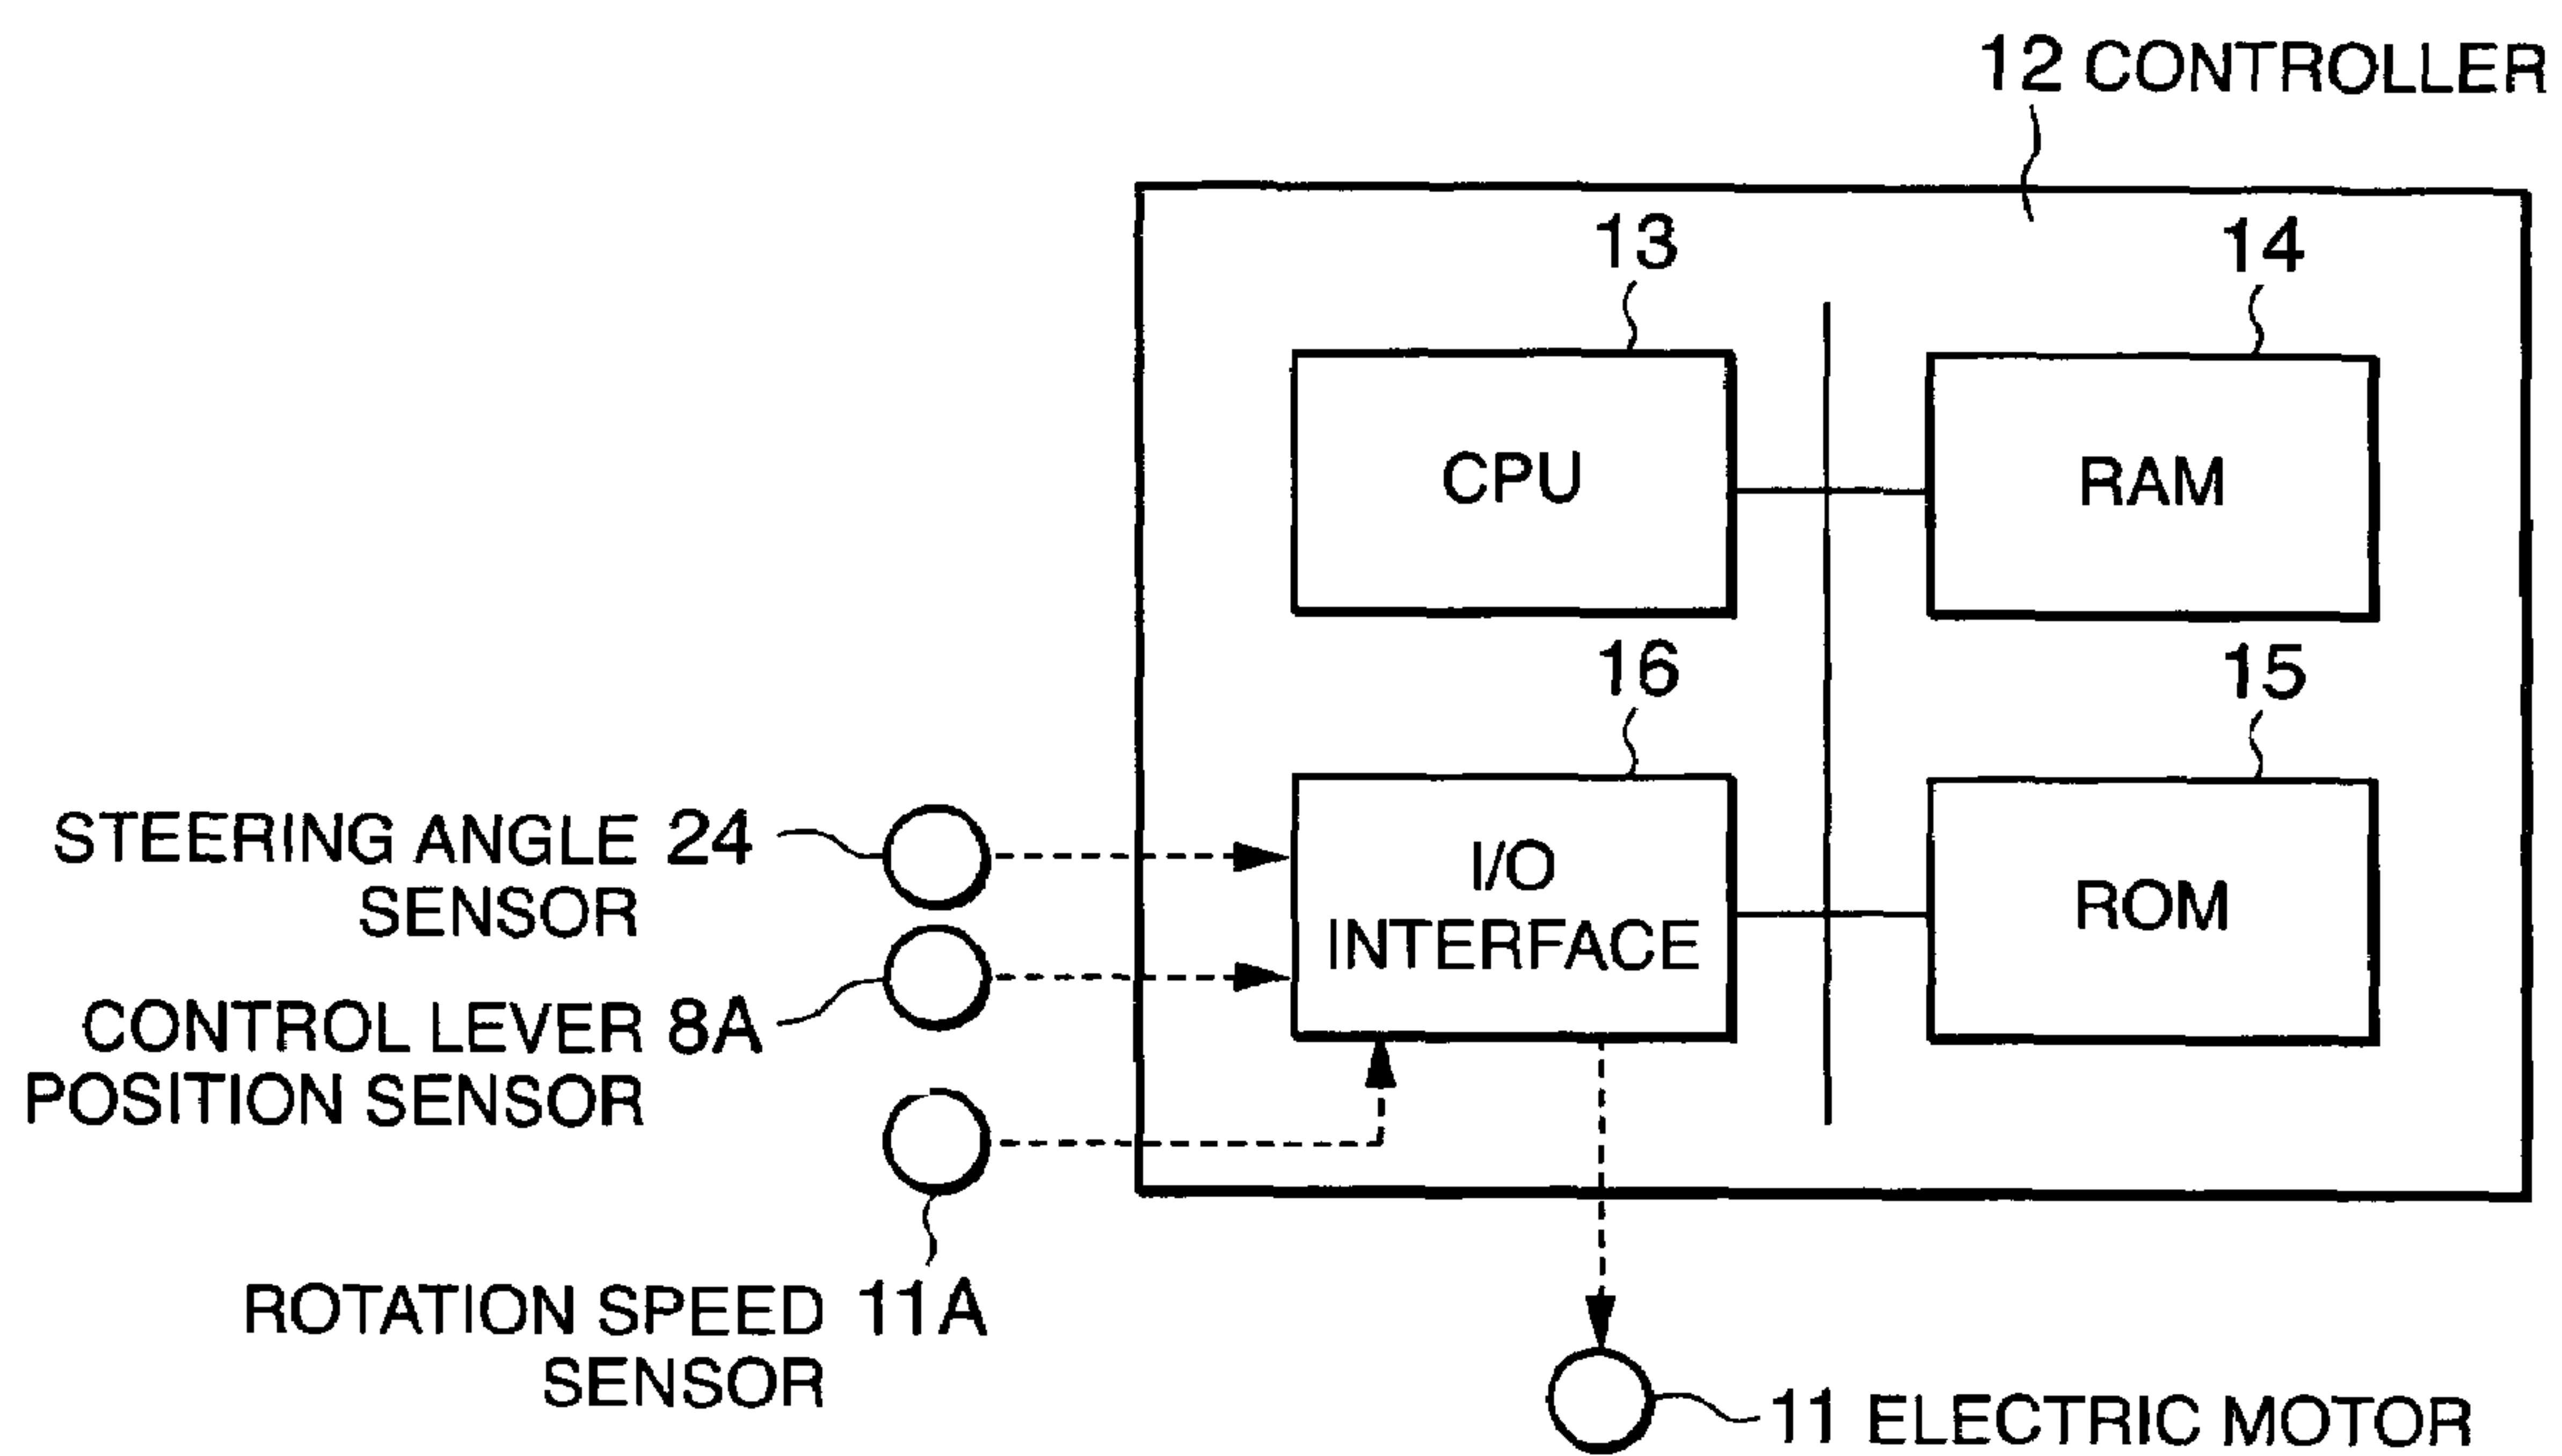 12 CONTROLLER
13
14
CPU
RAM
16
15
STEERING ANGLE 24
SENSOR
I/O
INTERFACE
ROM
CONTROL LEVER 8A
POSITION SENSOR
ROTATION SPEED 11A
SENSOR
11 ELECTRIC MOTOR